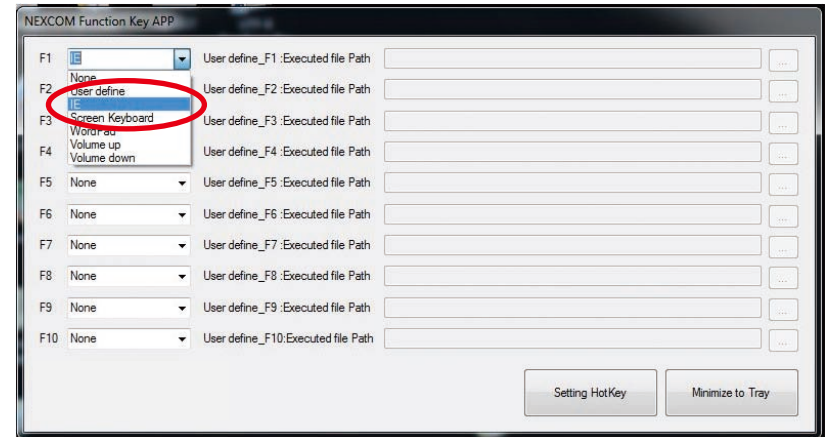 NEXCOM Function Key APP
F1 IE User define_F1 :Executed file Path ...
None
F2 User define User define_F2 :Executed file Path ...
IE
F3 Screen Keyboard User define_F3 :Executed file Path ...
WordPad
F4 Volume up User define_F4 :Executed file Path ...
Volume down
F5 None User define_F5 :Executed file Path ...
F6 None User define_F6 :Executed file Path ...
F7 None User define_F7 :Executed file Path ...
F8 None User define_F8 :Executed file Path ...
F9 None User define_F9 :Executed file Path ...
F10 None User define_F10:Executed file Path ...
Setting HotKey Minimize to Tray